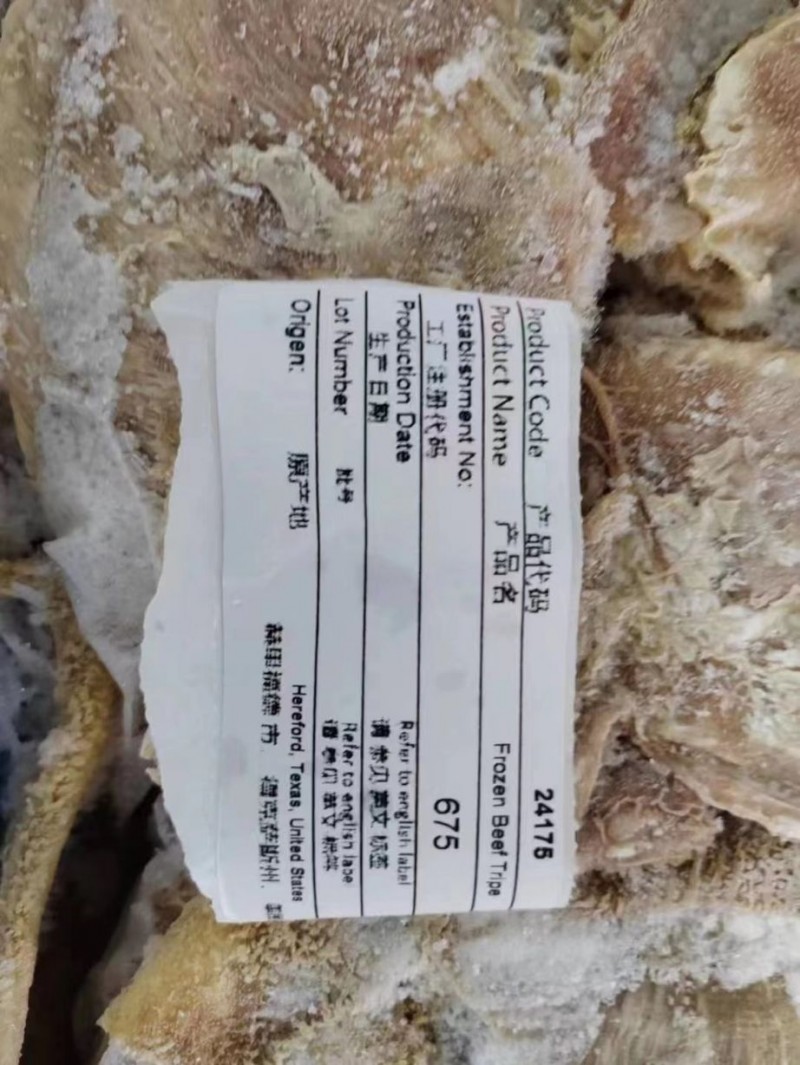 Product Code 产品代码 24175
Product Name 产品名 Frozen Beef Tripe
Establishment No: 675
工厂注册代码
Production Date Refer to english label
生产日期 请参见英文标签
Lot Number 批号 Refer to english labe
请参见英文标签
Origen: 原产地 Hereford, Texas, United States
赫里福德市, 得克萨斯州,